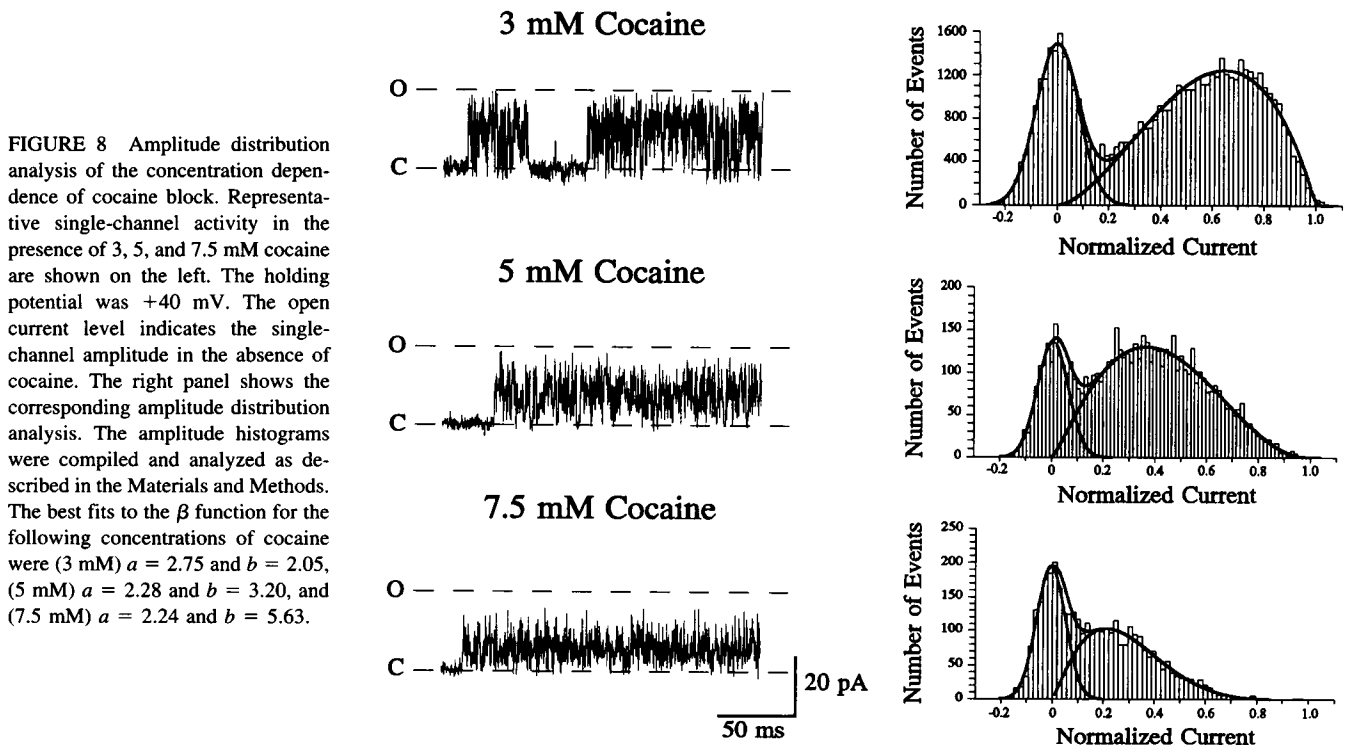 FIGURE 8 Amplitude distribution
analysis of the concentration depen-
dence of cocaine block. Representa-
tive single-channel activity in the
presence of 3, 5, and 7.5 mM cocaine
are shown on the left. The holding
potential was +40 mV. The open
current level indicates the single-
channel amplitude in the absence of
cocaine. The right panel shows the
corresponding amplitude distribution
analysis. The amplitude histograms
were compiled and analyzed as de-
scribed in the Materials and Methods.
The best fits to the β function for the
following concentrations of cocaine
were (3 mM) a = 2.75 and b = 2.05,
(5 mM) a = 2.28 and b = 3.20, and
(7.5 mM) a = 2.24 and b = 5.63.
3 mM Cocaine
O
C
5 mM Cocaine
O
C
7.5 mM Cocaine
O
C
20 pA
50 ms
Number of Events
1600
1200
800
400
0
-0.2 0 0.2 0.4 0.6 0.8 1.0
Normalized Current
Number of Events
200
150
100
50
0
-0.2 0 0.2 0.4 0.6 0.8 1.0
Normalized Current
Number of Events
250
200
150
100
50
0
-0.2 0 0.2 0.4 0.6 0.8 1.0
Normalized Current